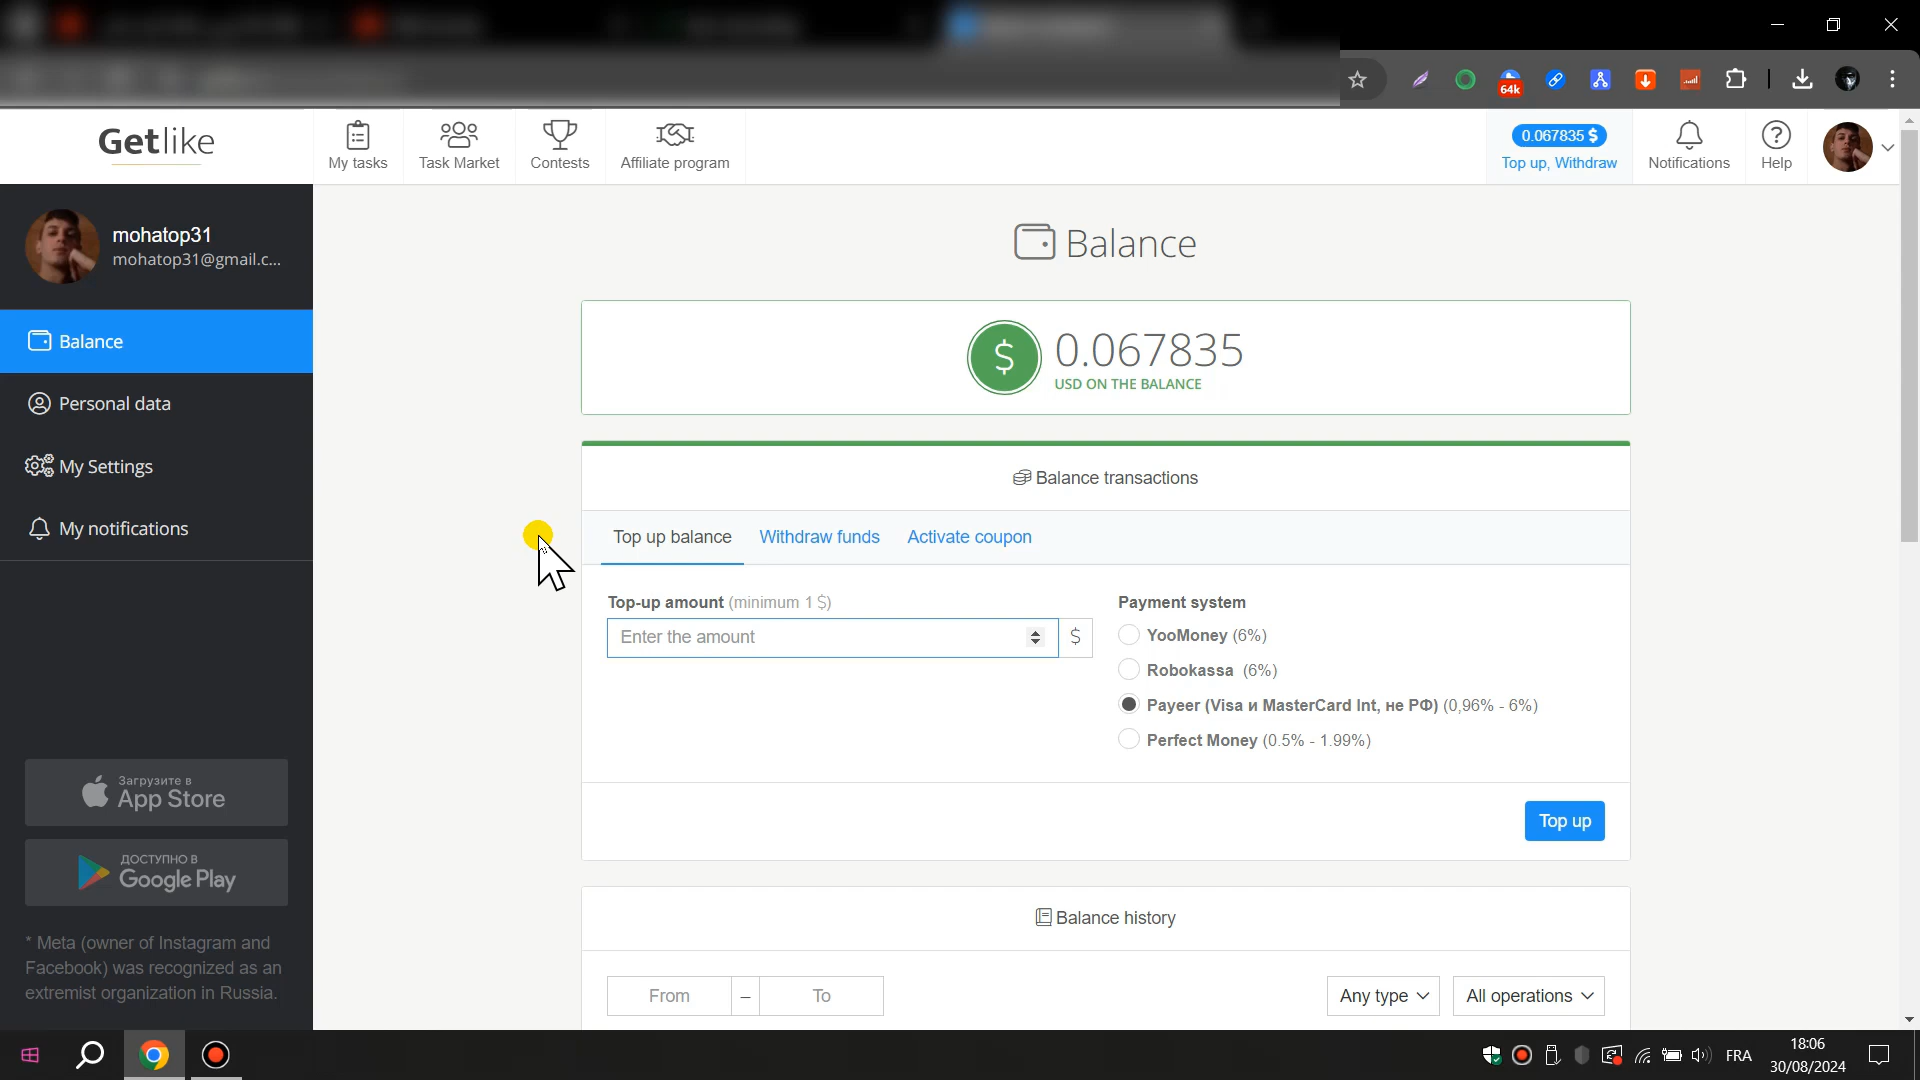 64k
Getlike
My tasks
Task Market
Contests
Affiliate program
0.067835 $
Top up, Withdraw
Notifications
Help
mohatop31
mohatop31@gmail.c...
Balance
Personal data
My Settings
My notifications
Загрузите в
App Store
ДОСТУПНО В
Google Play
* Meta (owner of Instagram and
Facebook) was recognized as an
extremist organization in Russia.
Balance
$
0.067835
USD ON THE BALANCE
Balance transactions
Top up balance Withdraw funds Activate coupon
Top-up amount (minimum 1 $)
Enter the amount $
Payment system
YooMoney (6%)
Robokassa (6%)
Payeer (Visa и MasterCard Int, не РФ) (0,96% - 6%)
Perfect Money (0.5% - 1.99%)
Top up
Balance history
From – To Any type All operations
FRA
18:06
30/08/2024